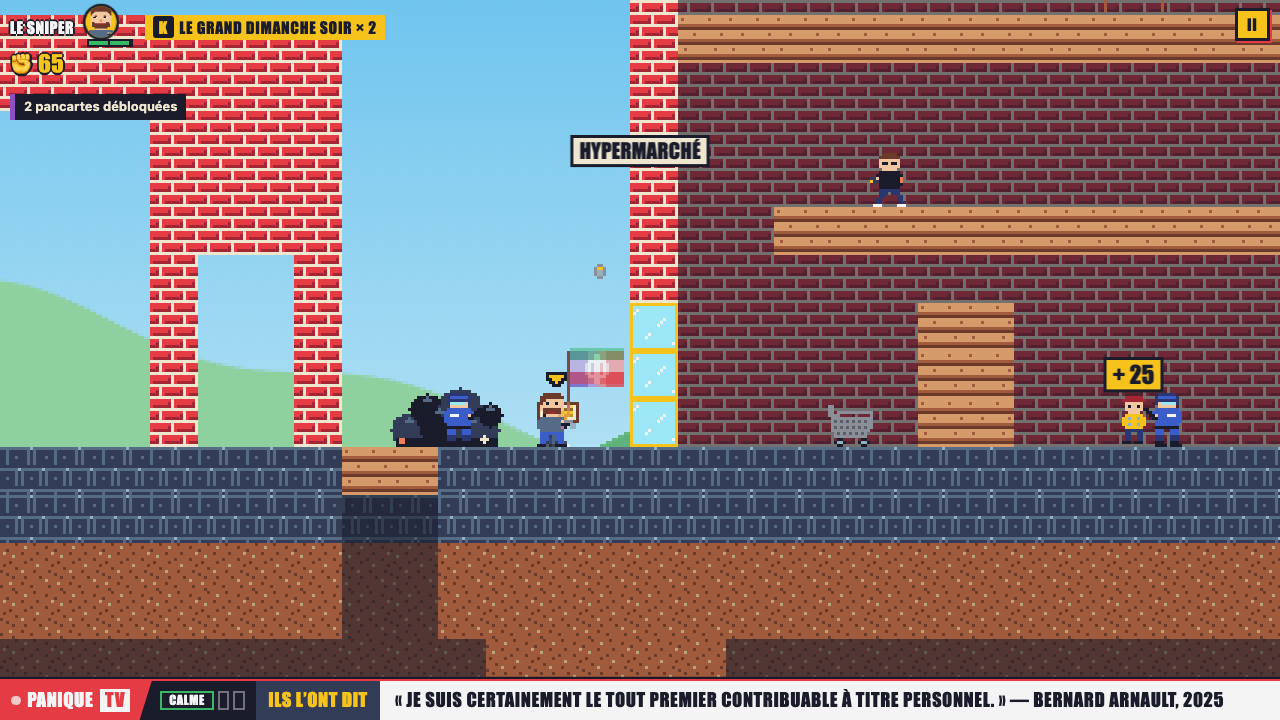 LE SNIPER
K LE GRAND DIMANCHE SOIR × 2
65
2 pancartes débloquées
HYPERMARCHÉ
+ 25
PANIQUE TV
CALME
ILS L'ONT DIT
« JE SUIS CERTAINEMENT LE TOUT PREMIER CONTRIBUABLE À TITRE PERSONNEL. » — BERNARD ARNAULT, 2025